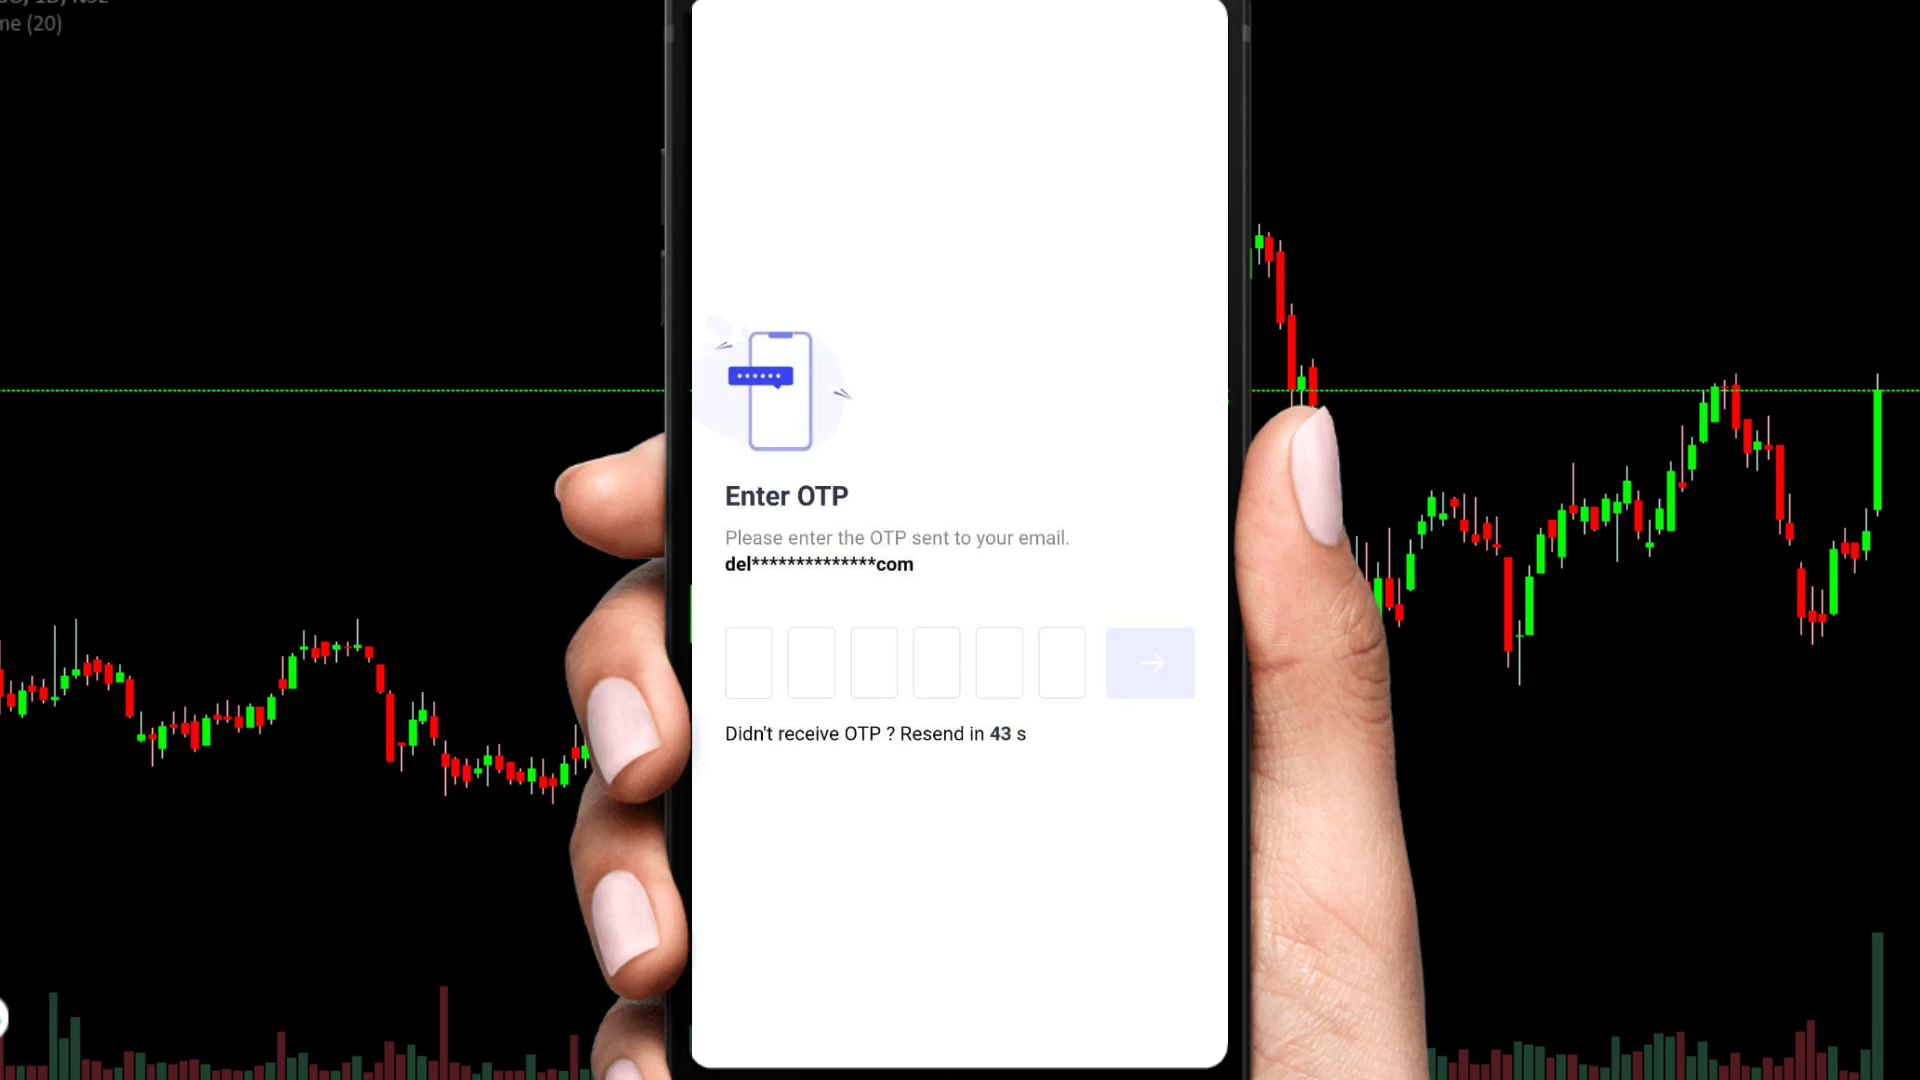 me (20)
Enter OTP
Please enter the OTP sent to your email.
del**************com
Didn't receive OTP ? Resend in 43 s